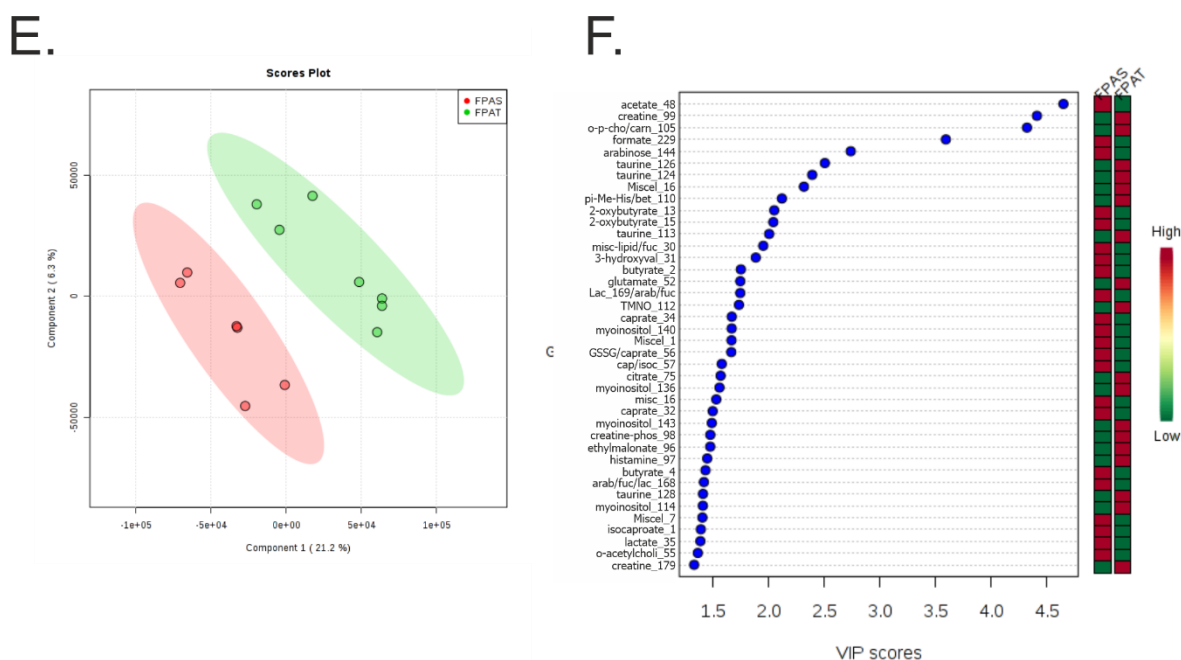 E.
Scores Plot
FPAS
FPAT
Component 2 ( 6.3 %)
50000
0
-50000
-1e+05
-5e+04
0e+00
5e+04
1e+05
Component 1 ( 21.2 %)
F.
G
acetate_48
creatine_99
o-p-cho/carn_105
formate_229
arabinose_144
taurine_126
taurine_124
Miscel_16
pi-Me-His/bet_110
2-oxybutyrate_13
2-oxybutyrate_15
taurine_113
misc-lipid/fuc_30
3-hydroxyval_31
butyrate_2
glutamate_52
Lac_169/arab/fuc
TMNO_112
caprate_34
myoinositol_140
Miscel_1
GSSG/caprate_56
cap/isoc_57
citrate_75
myoinositol_136
misc_16
caprate_32
myoinositol_143
creatine-phos_98
ethylmalonate_96
histamine_97
butyrate_4
arab/fuc/lac_168
taurine_128
myoinositol_114
Miscel_7
isocaproate_1
lactate_35
o-acetylcholi_55
creatine_179
1.5
2.0
2.5
3.0
3.5
4.0
4.5
VIP scores
FPAS
FPAT
High
Low